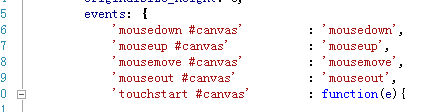 events: {
5 'mousedown #canvas' : 'mousedown',
6 'mouseup #canvas' : 'mouseup',
7 'mousemove #canvas' : 'mousemove',
8 'mouseout #canvas' : 'mouseout',
9 'touchstart #canvas' : function(e){
0